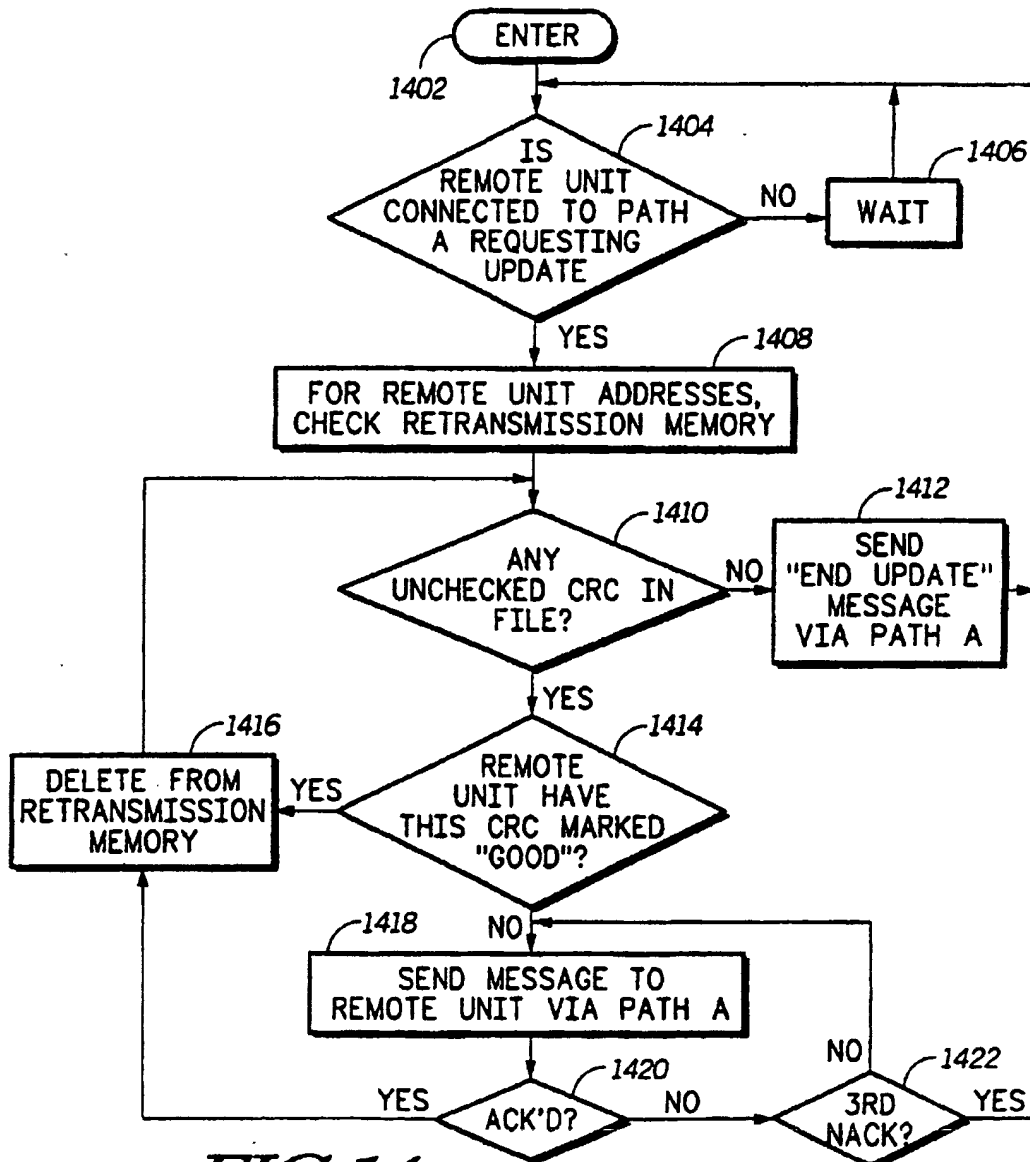 ENTER
1402
1404
IS
REMOTE UNIT
CONNECTED TO PATH
A REQUESTING
UPDATE
NO
1406
WAIT
YES
1408
FOR REMOTE UNIT ADDRESSES,
CHECK RETRANSMISSION MEMORY
1410
ANY
UNCHECKED CRC IN
FILE?
NO
1412
SEND
"END UPDATE"
MESSAGE
VIA PATH A
YES
1414
REMOTE
UNIT HAVE
THIS CRC MARKED
"GOOD"?
YES
1416
DELETE FROM
RETRANSMISSION
MEMORY
NO
1418
SEND MESSAGE TO
REMOTE UNIT VIA PATH A
1420
ACK'D?
YES
NO
1422
3RD
NACK?
NO
YES